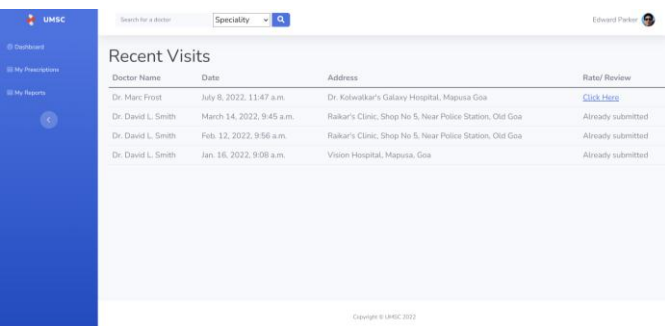 UMSC
Search for a doctor
Speciality
Edward Parker
Dashboard
My Prescriptions
My Reports
Recent Visits
Doctor Name Date Address Rate/ Review
Dr. Marc Frost July 8, 2022, 11:47 a.m. Dr. Kolwalkar's Galaxy Hospital, Mapusa Goa Click Here
Dr. David L. Smith March 14, 2022, 9:45 a.m. Raikar's Clinic, Shop No 5, Near Police Station, Old Goa Already submitted
Dr. David L. Smith Feb. 12, 2022, 9:56 a.m. Raikar's Clinic, Shop No 5, Near Police Station, Old Goa Already submitted
Dr. David L. Smith Jan. 16, 2022, 9:08 a.m. Vision Hospital, Mapusa, Goa Already submitted
Copyright © UMSC 2022